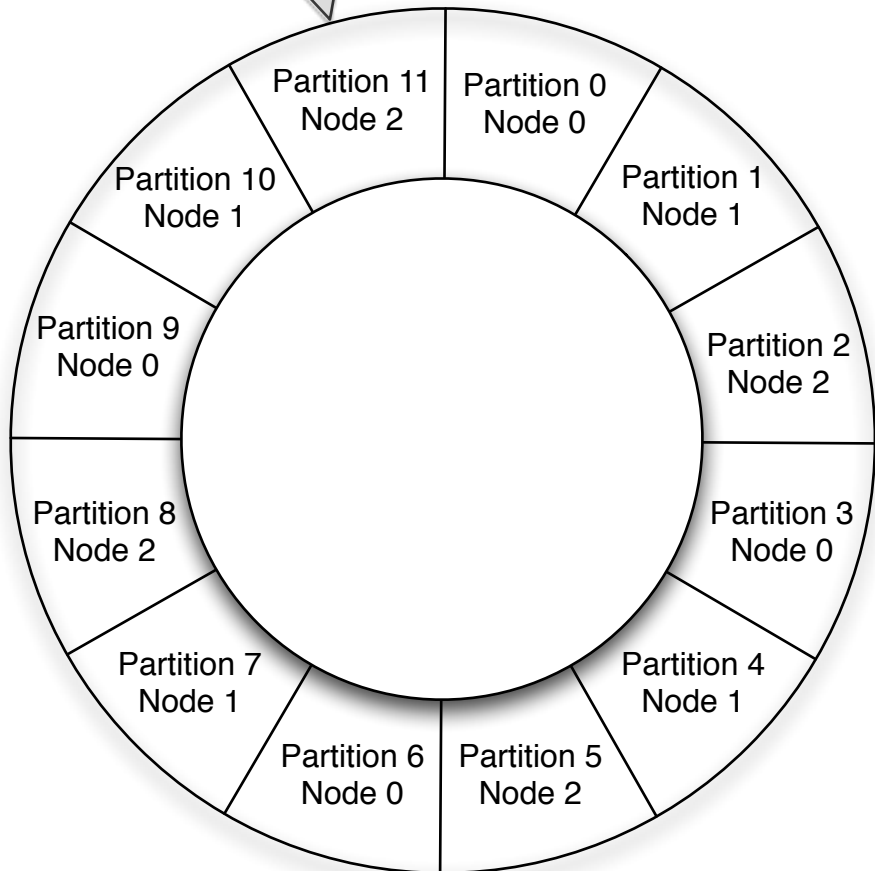 Partition 11
Node 2
Partition 0
Node 0
Partition 1
Node 1
Partition 2
Node 2
Partition 3
Node 0
Partition 4
Node 1
Partition 5
Node 2
Partition 6
Node 0
Partition 7
Node 1
Partition 8
Node 2
Partition 9
Node 0
Partition 10
Node 1